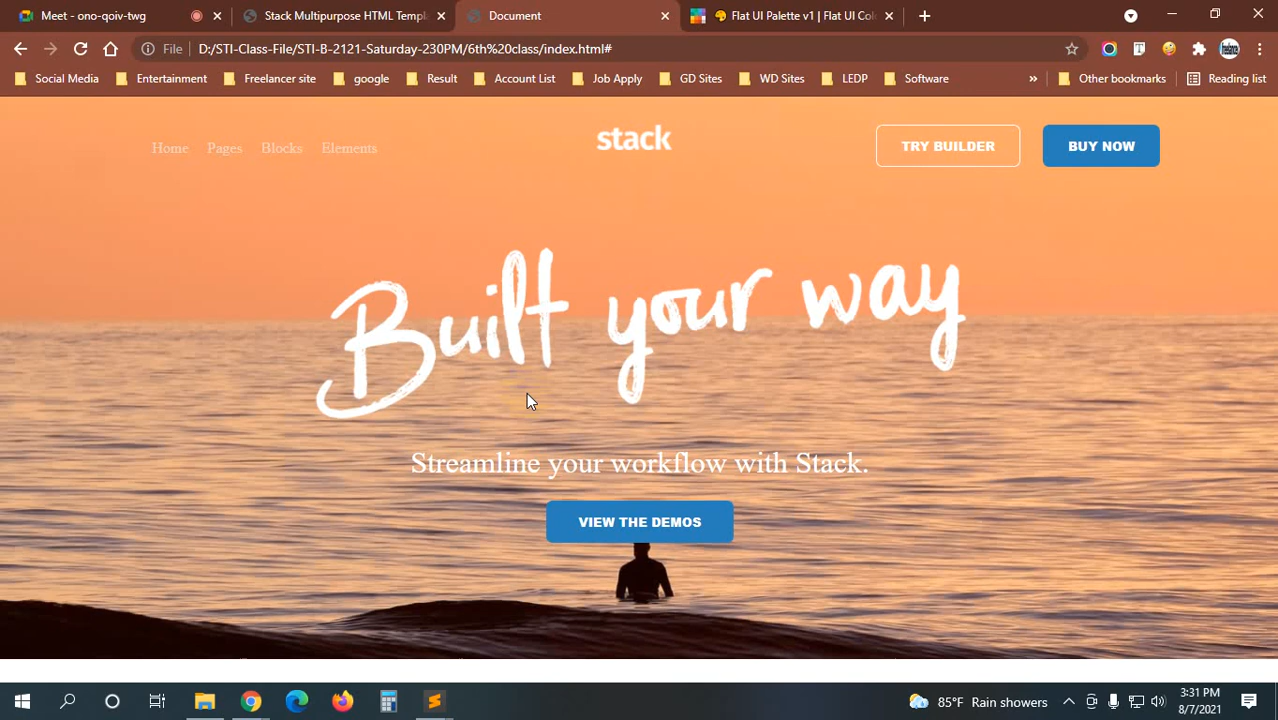 Meet - ono-qoiv-twg
Stack Multipurpose HTML Templ
Document
Flat UI Palette v1 | Flat UI Col
File D:/STI-Class-File/STI-B-2121-Saturday-230PM/6th%20class/index.html#
Social Media Entertainment Freelancer site google Result Account List Job Apply GD Sites WD Sites LEDP Software » Other bookmarks Reading list
Home Pages Blocks Elements
stack
TRY BUILDER BUY NOW
Built your way
Streamline your workflow with Stack.
VIEW THE DEMOS
85°F Rain showers
3:31 PM
8/7/2021